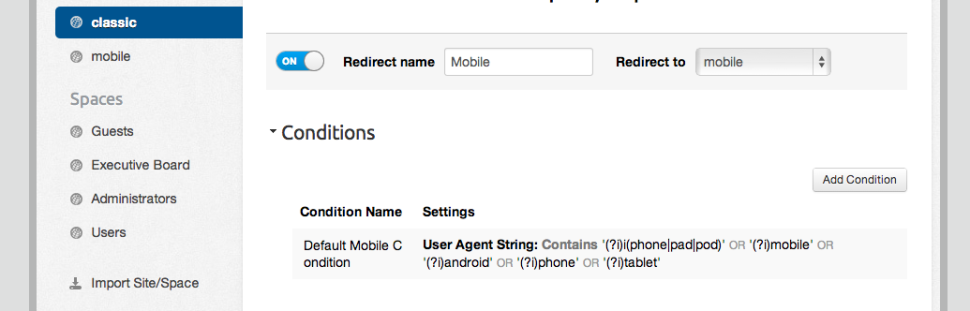 classic
mobile
Spaces
Guests
Executive Board
Administrators
Users
Import Site/Space
ON Redirect name Mobile Redirect to mobile
Conditions
Add Condition
Condition Name Settings
Default Mobile C User Agent String: Contains '(?i)i(phone|pad|pod)' OR '(?i)mobile' OR
ondition '(?i)android' OR '(?i)phone' OR '(?i)tablet'